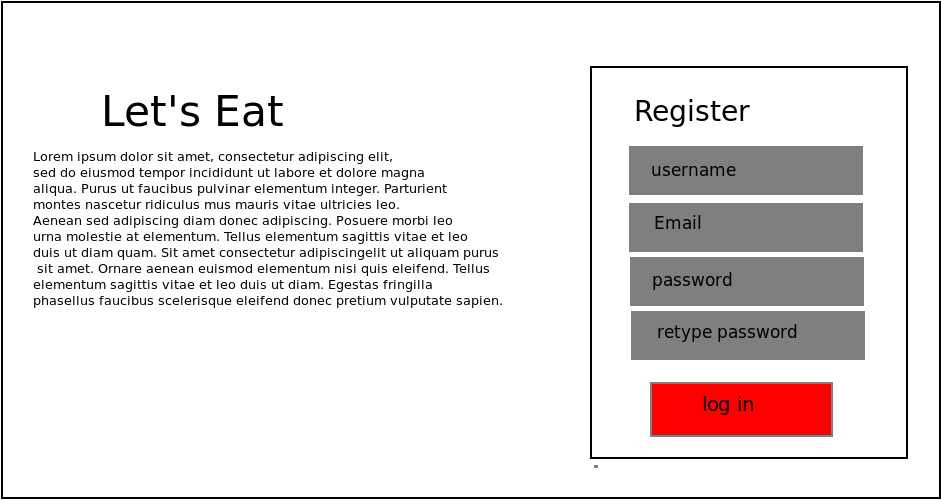 Let's Eat
Lorem ipsum dolor sit amet, consectetur adipiscing elit,
sed do eiusmod tempor incididunt ut labore et dolore magna
aliqua. Purus ut faucibus pulvinar elementum integer. Parturient
montes nascetur ridiculus mus mauris vitae ultricies leo.
Aenean sed adipiscing diam donec adipiscing. Posuere morbi leo
urna molestie at elementum. Tellus elementum sagittis vitae et leo
duis ut diam quam. Sit amet consectetur adipiscingelit ut aliquam purus
sit amet. Ornare aenean euismod elementum nisi quis eleifend. Tellus
elementum sagittis vitae et leo duis ut diam. Egestas fringilla
phasellus faucibus scelerisque eleifend donec pretium vulputate sapien.
Register
username
Email
password
retype password
log in